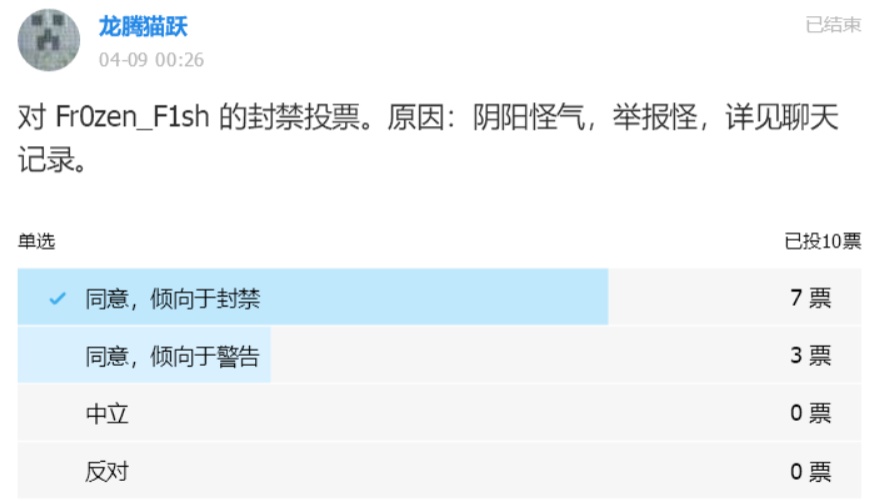 龙腾猫跃
已结束
04-09 00:26
对 Fr0zen_F1sh 的封禁投票。原因：阴阳怪气，举报怪，详见聊天
记录。
单选
已投10票
同意，倾向于封禁 7 票
同意，倾向于警告 3 票
中立 0 票
反对 0 票